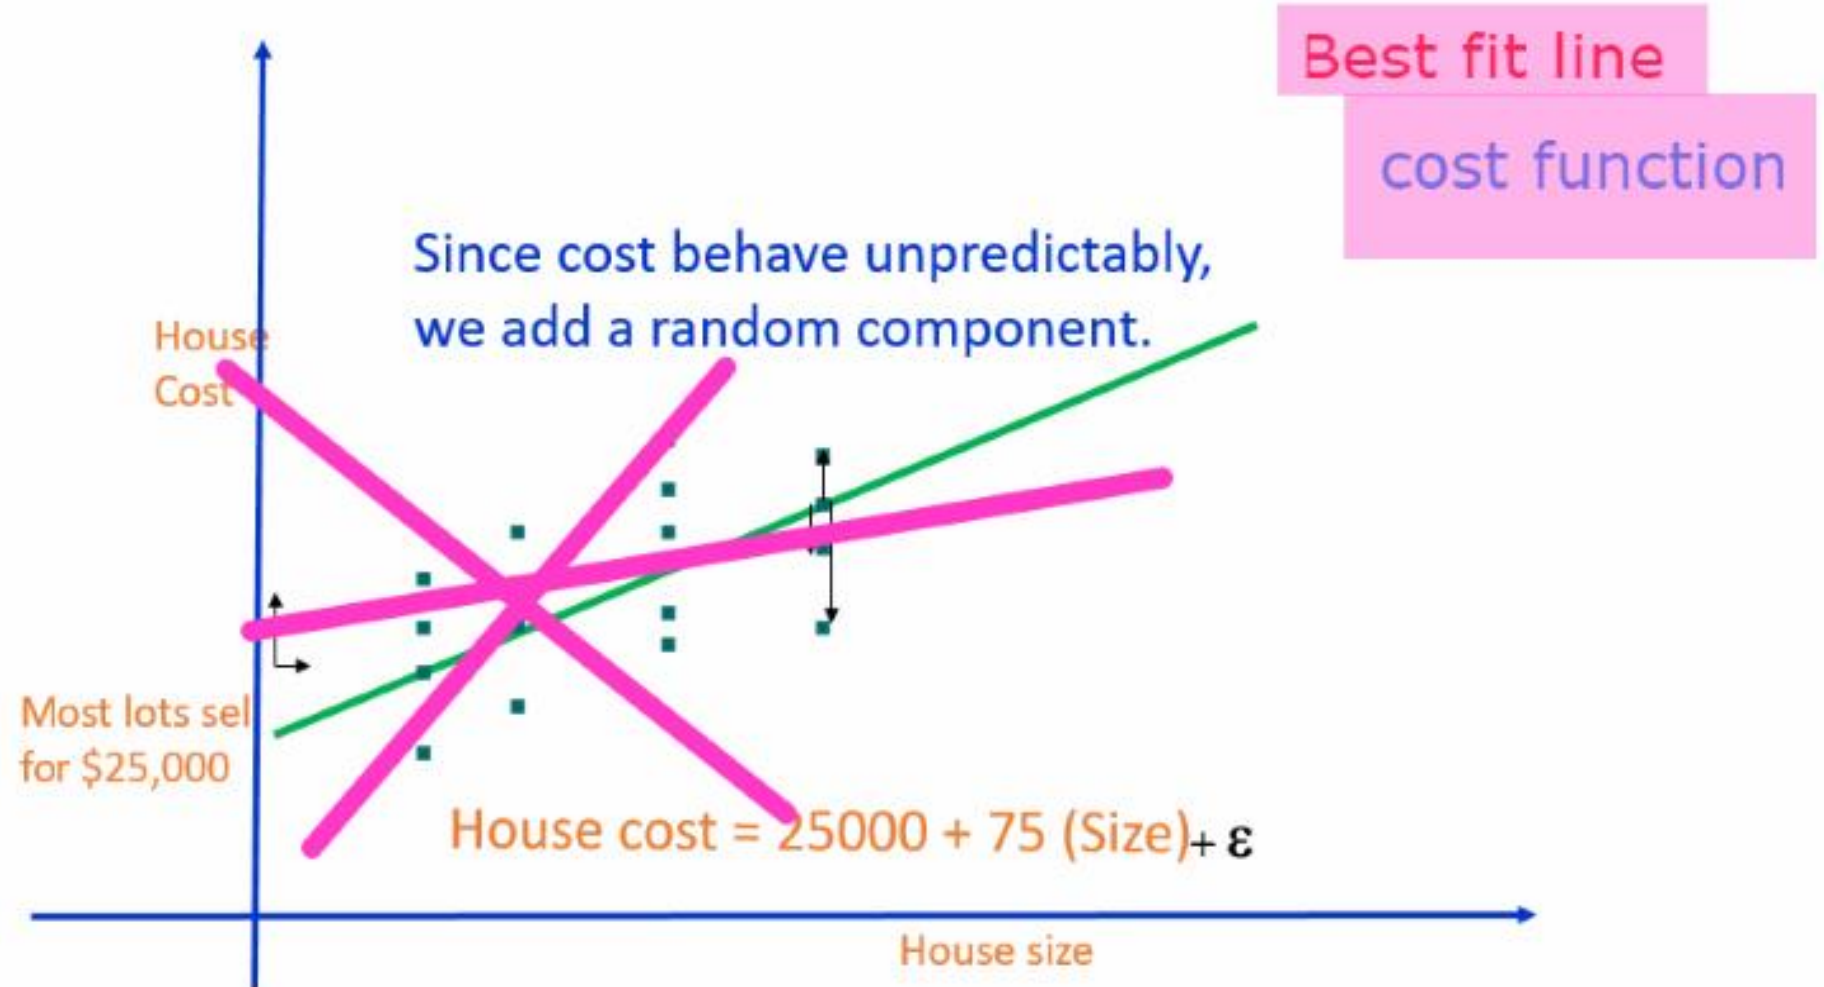 Best fit line
cost function
Since cost behave unpredictably,
we add a random component.
House
Cost
Most lots sel
for $25,000
House cost = 25000 + 75 (Size)+ ε
House size